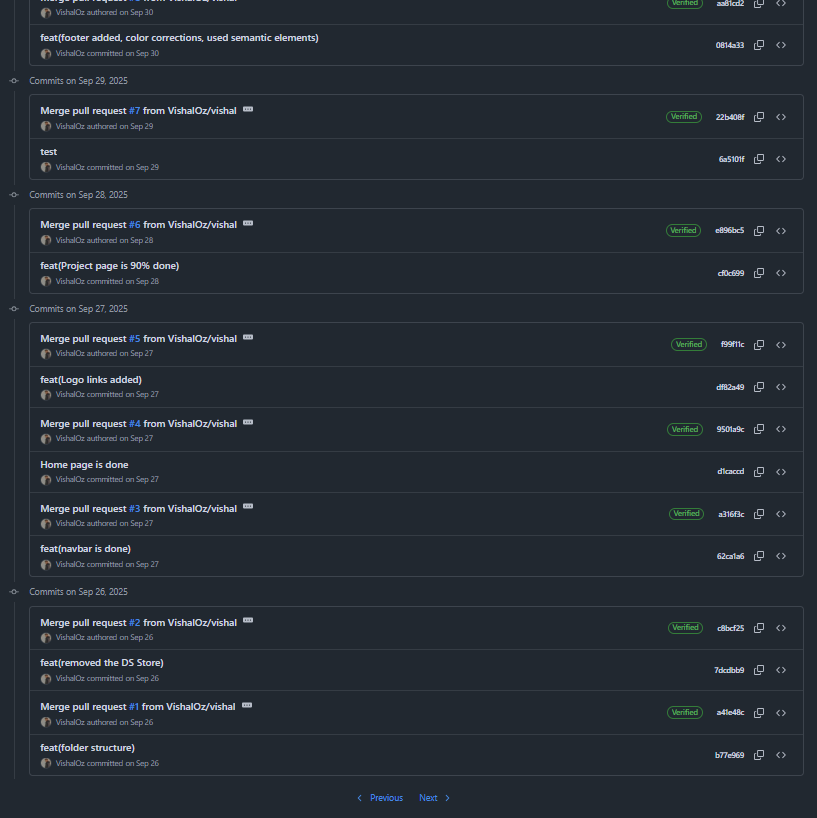 Merge pull request #8 from VishalOz/vishal
Verified
aa81cd2
VishalOz authored on Sep 30
feat(footer added, color corrections, used semantic elements)
0814a33
VishalOz committed on Sep 30
Commits on Sep 29, 2025
Merge pull request #7 from VishalOz/vishal
Verified
22b408f
VishalOz authored on Sep 29
test
6a5101f
VishalOz committed on Sep 29
Commits on Sep 28, 2025
Merge pull request #6 from VishalOz/vishal
Verified
e896bc5
VishalOz authored on Sep 28
feat(Project page is 90% done)
cf0c699
VishalOz committed on Sep 28
Commits on Sep 27, 2025
Merge pull request #5 from VishalOz/vishal
Verified
f99f11c
VishalOz authored on Sep 27
feat(Logo links added)
df82a49
VishalOz committed on Sep 27
Merge pull request #4 from VishalOz/vishal
Verified
9501a9c
VishalOz authored on Sep 27
Home page is done
d1caccd
VishalOz committed on Sep 27
Merge pull request #3 from VishalOz/vishal
Verified
a316f3c
VishalOz authored on Sep 27
feat(navbar is done)
62ca1a6
VishalOz committed on Sep 27
Commits on Sep 26, 2025
Merge pull request #2 from VishalOz/vishal
Verified
c8bcf25
VishalOz authored on Sep 26
feat(removed the DS Store)
7dcdbb9
VishalOz committed on Sep 26
Merge pull request #1 from VishalOz/vishal
Verified
a41e48c
VishalOz authored on Sep 26
feat(folder structure)
b77e969
VishalOz committed on Sep 26
Previous Next